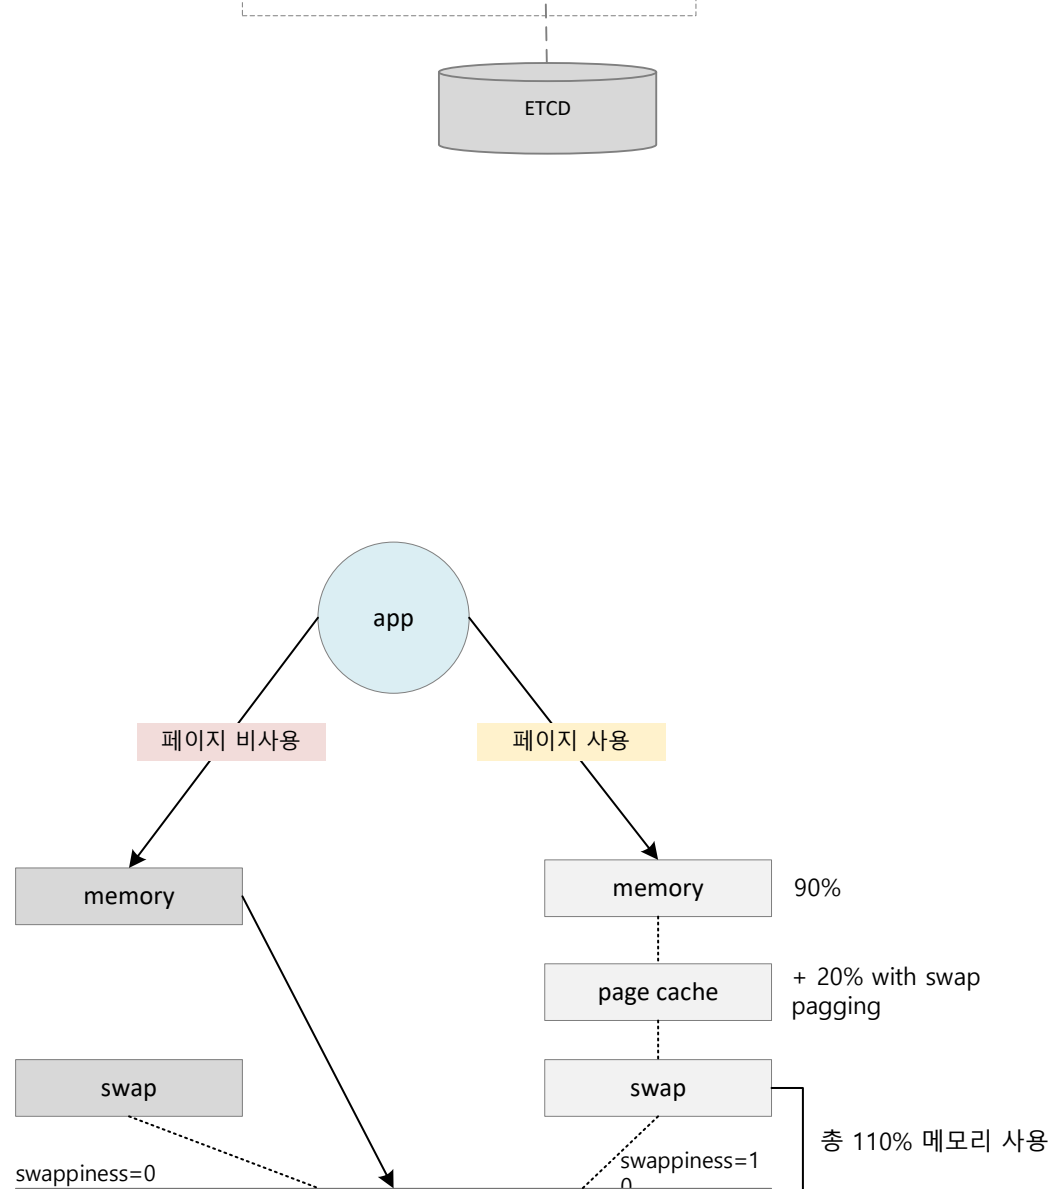 ETCD
app
페이지 비사용
페이지 사용
memory
memory
90%
page cache
+ 20% with swap
pagging
swap
swap
총 110% 메모리 사용
swappiness=0
swappiness=1
0